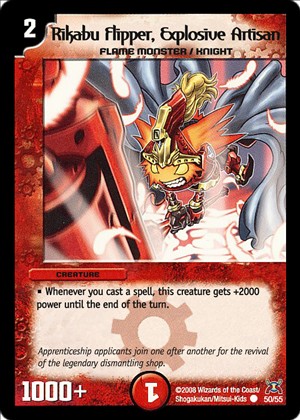 2
Rikabu Flipper, Explosive Artisan
FLAME MONSTER / KNIGHT
CREATURE
▪ Whenever you cast a spell, this creature gets +2000
power until the end of the turn.
Apprenticeship applicants join one after another for the revival
of the legendary dismantling shop.
1000+
1
©2008 Wizards of the Coast/
Shogakukan/Mitsui-Kids ● 50/55